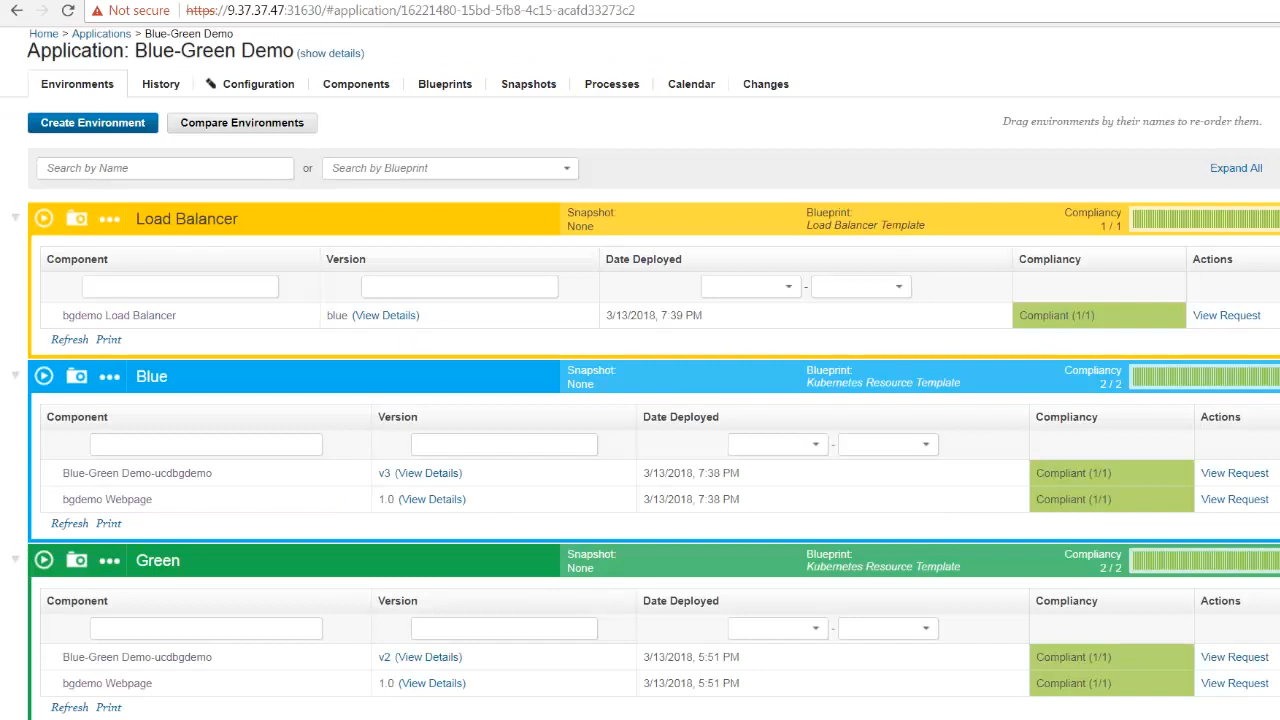 Not secure https://9.37.37.47:31630/#application/16221480-15bd-5fb8-4c15-acafd33273c2
Home > Applications > Blue-Green Demo
Application: Blue-Green Demo (show details)
Environments History Configuration Components Blueprints Snapshots Processes Calendar Changes
Create Environment Compare Environments Drag environments by their names to re-order them.
Search by Name or Search by Blueprint Expand All
Load Balancer
Snapshot: Blueprint: Compliancy
None Load Balancer Template 1 / 1
Component Version Date Deployed Compliancy Actions
-
bgdemo Load Balancer blue (View Details) 3/13/2018, 7:39 PM Compliant (1/1) View Request
Refresh Print
Blue
Snapshot: Blueprint: Compliancy
None Kubernetes Resource Template 2 / 2
Component Version Date Deployed Compliancy Actions
-
Blue-Green Demo-ucdbgdemo v3 (View Details) 3/13/2018, 7:38 PM Compliant (1/1) View Request
bgdemo Webpage 1.0 (View Details) 3/13/2018, 7:38 PM Compliant (1/1) View Request
Refresh Print
Green
Snapshot: Blueprint: Compliancy
None Kubernetes Resource Template 2 / 2
Component Version Date Deployed Compliancy Actions
-
Blue-Green Demo-ucdbgdemo v2 (View Details) 3/13/2018, 5:51 PM Compliant (1/1) View Request
bgdemo Webpage 1.0 (View Details) 3/13/2018, 5:51 PM Compliant (1/1) View Request
Refresh Print